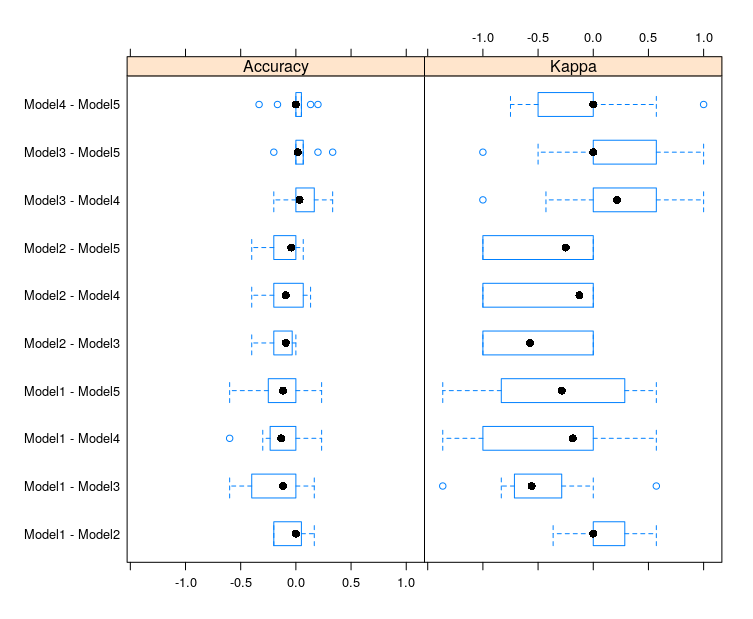 -1.0 -0.5 0.0 0.5 1.0
Accuracy Kappa
Model4 - Model5
Model3 - Model5
Model3 - Model4
Model2 - Model5
Model2 - Model4
Model2 - Model3
Model1 - Model5
Model1 - Model4
Model1 - Model3
Model1 - Model2
-1.0 -0.5 0.0 0.5 1.0